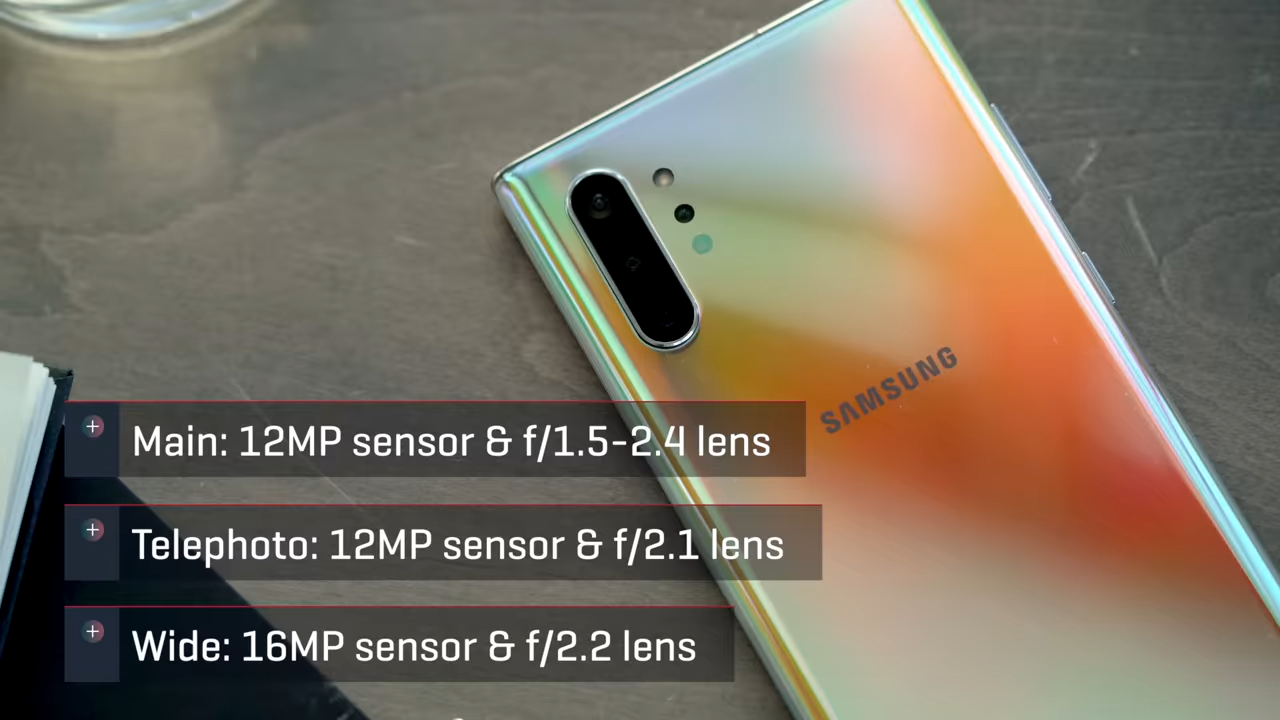 SAMSUNG
Main: 12MP sensor & f/1.5-2.4 lens
Telephoto: 12MP sensor & f/2.1 lens
Wide: 16MP sensor & f/2.2 lens